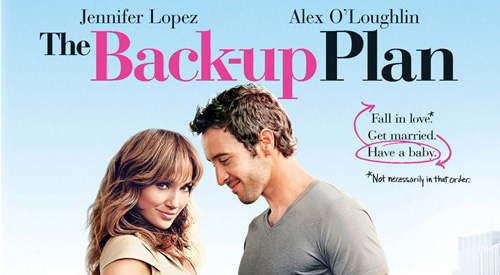 Jennifer Lopez Alex O'Loughlin
The Back-up Plan
Fall in love.*
Get married.
Have a baby.
*Not necessarily in that order.